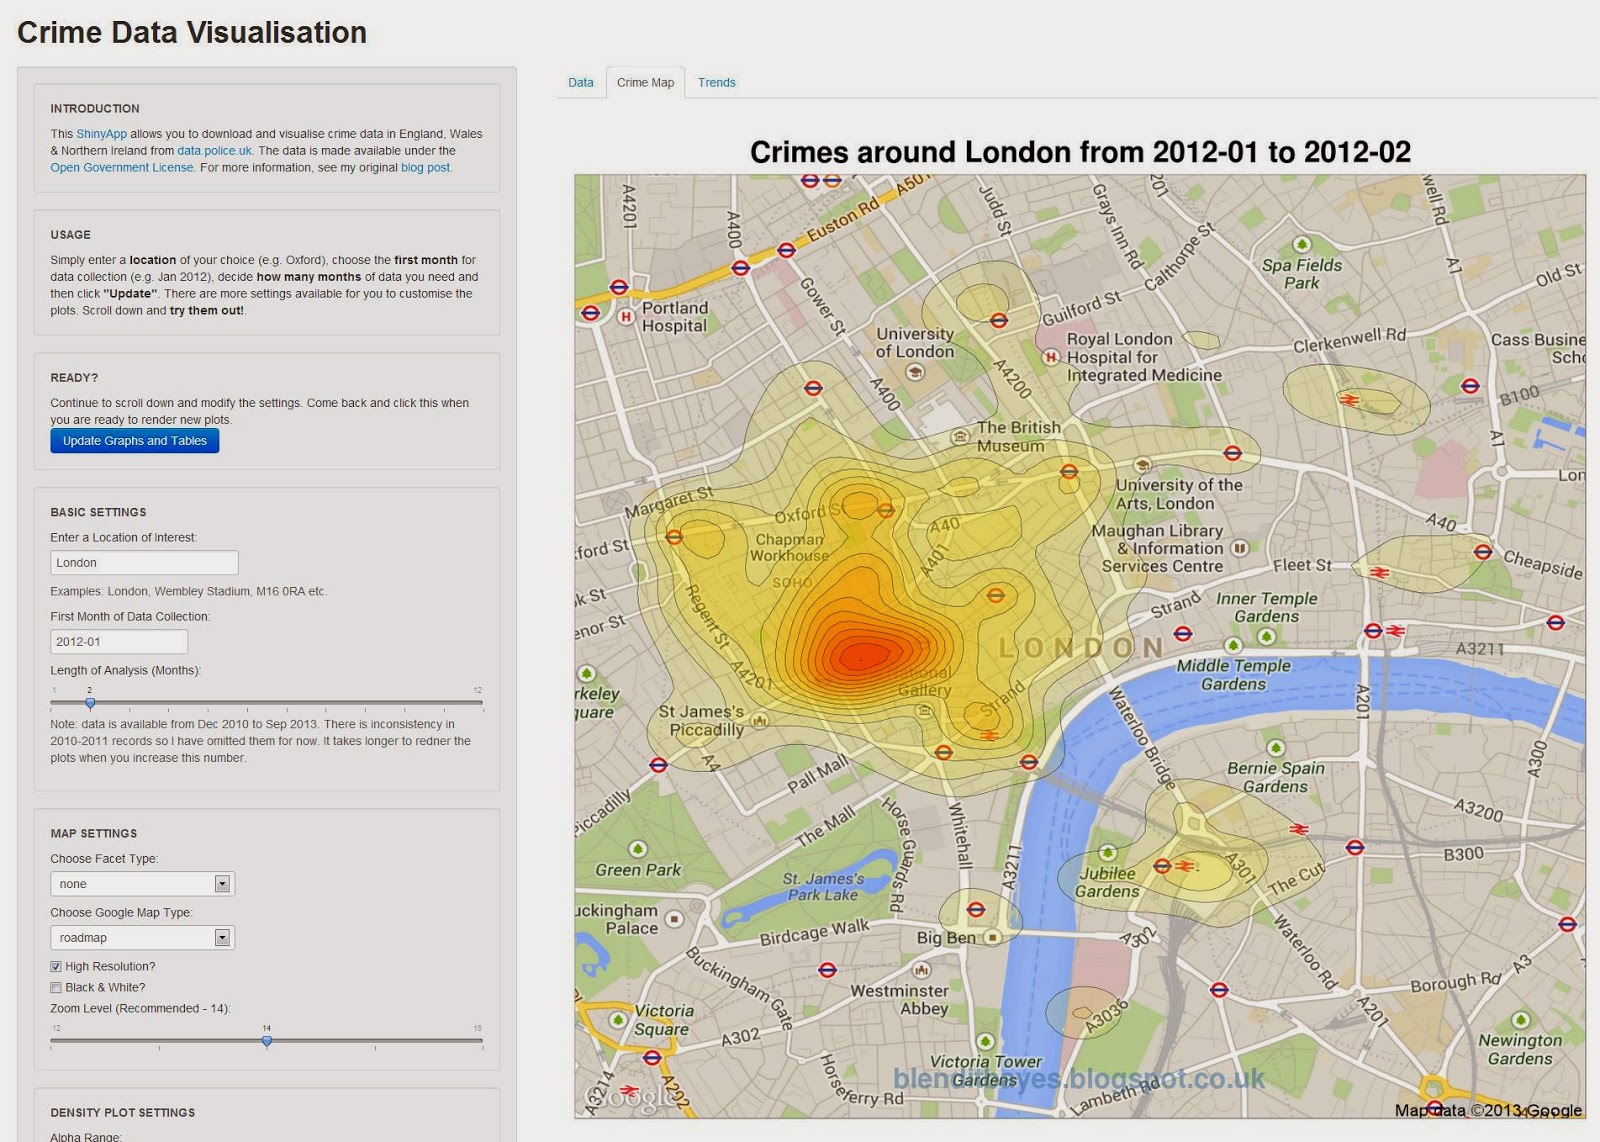 Crime Data Visualisation
INTRODUCTION
This ShinyApp allows you to download and visualise crime data in England, Wales
& Northern Ireland from data.police.uk. The data is made available under the
Open Government License. For more information, see my original blog post.
USAGE
Simply enter a location of your choice (e.g. Oxford), choose the first month for
data collection (e.g. Jan 2012), decide how many months of data you need and
then click "Update". There are more settings available for you to customise the
plots. Scroll down and try them out!.
READY?
Continue to scroll down and modify the settings. Come back and click this when
you are ready to render new plots.
Update Graphs and Tables
BASIC SETTINGS
Enter a Location of Interest:
London
Examples: London, Wembley Stadium, M16 0RA etc.
First Month of Data Collection:
2012-01
Length of Analysis (Months):
1 2 12
Note: data is available from Dec 2010 to Sep 2013. There is inconsistency in
2010-2011 records so I have omitted them for now. It takes longer to redner the
plots when you increase this number.
MAP SETTINGS
Choose Facet Type:
none
Choose Google Map Type:
roadmap
High Resolution?
Black & White?
Zoom Level (Recommended - 14):
12 14 16
DENSITY PLOT SETTINGS
Alpha Range:
Data Crime Map Trends
Crimes around London from 2012-01 to 2012-02
A4201
A400
Euston Rd
A501
Judd St
Grays Inn Rd
201
Calthorpe St
well Rd
A1
Old St
Spa Fields
Park
Portland
Hospital
H
Gower St
University
of London
Guilford St
Royal London
Hospital for
Integrated Medicine
H
Clerkenwell Rd
Cass Busine
Scho
A4200
A400
B100
A1
The British
Museum
Margaret St
Oxford St
A40
University of the
Arts, London
Lon
Chapman
Workhouse
A401
Maughan Library
& Information
Services Centre
A40
xford St
SOHO
Fleet St
Cheapside
k St
enor St
Regent St
Strand
Inner Temple
Gardens
LONDON
A3211
Middle Temple
Gardens
A4201
ational
Gallery
rkeley
quare
St James's
Piccadilly
Strand
Waterloo Bridge
A201
A300
A4
Pall Mall
Bernie Spain
Gardens
Piccadilly
The Mall
Horse Guards Rd
Whitehall
A3211
A3200
B300
Green Park
St. James's
Park Lake
Jubilee
Gardens
A301
The Cut
uckingham
Palace
Birdcage Walk
Big Ben
A302
Waterloo Rd
Buckingham Gate
Westminster
Abbey
Borough Rd
A3
A201
Victoria
Square
A302
A3036
Newington
Gardens
Victoria Tower
Gardens
Horseferry Rd
Lambeth Rd
A3214
A202
Google
blenditbayes.blogspot.co.uk
Map data ©2013 Google